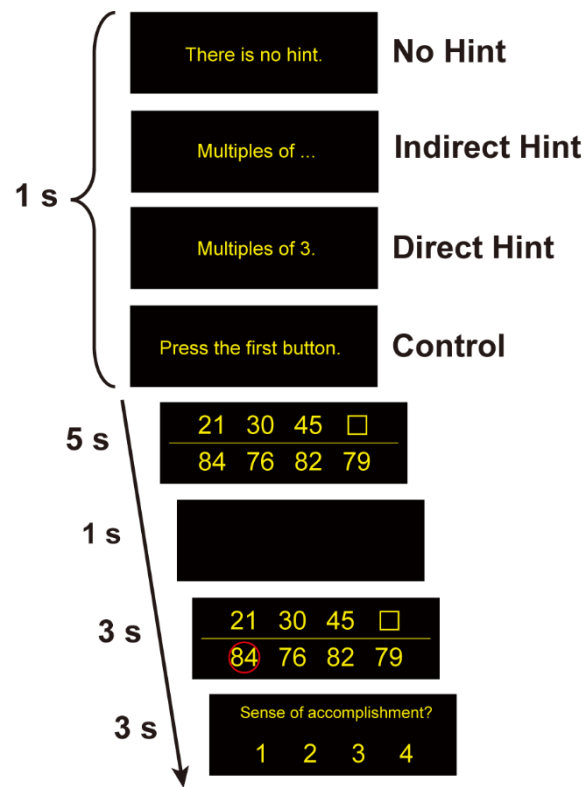 There is no hint.
No Hint
Multiples of ...
Indirect Hint
1 s
Multiples of 3.
Direct Hint
Press the first button.
Control
5 s
21 30 45 □
84 76 82 79
1 s
3 s
21 30 45 □
84 76 82 79
3 s
Sense of accomplishment?
1 2 3 4